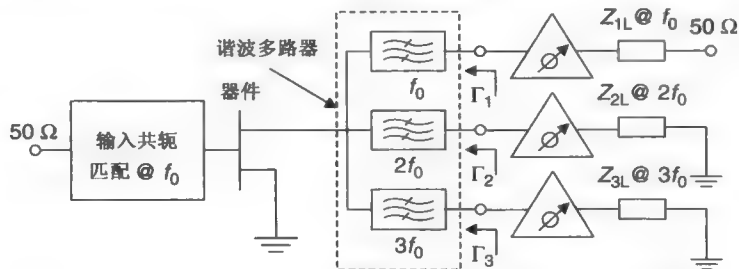 谐波多路器
器件
50 Ω
输入共轭
匹配 @ f0
f0
2f0
3f0
Γ1
Γ2
Γ3
Z1L @ f0
50 Ω
Z2L @ 2f0
Z3L @ 3f0